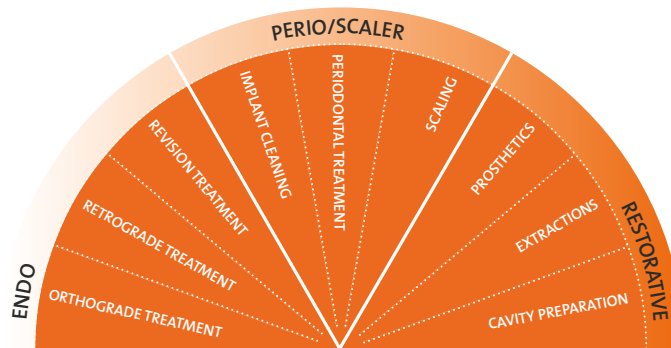 PERIO/SCALER
ENDO
RESTORATIVE
ORTHOGRADE TREATMENT
RETROGRADE TREATMENT
REVISION TREATMENT
IMPLANT CLEANING
PERIODONTAL TREATMENT
SCALING
PROSTHETICS
EXTRACTIONS
CAVITY PREPARATION